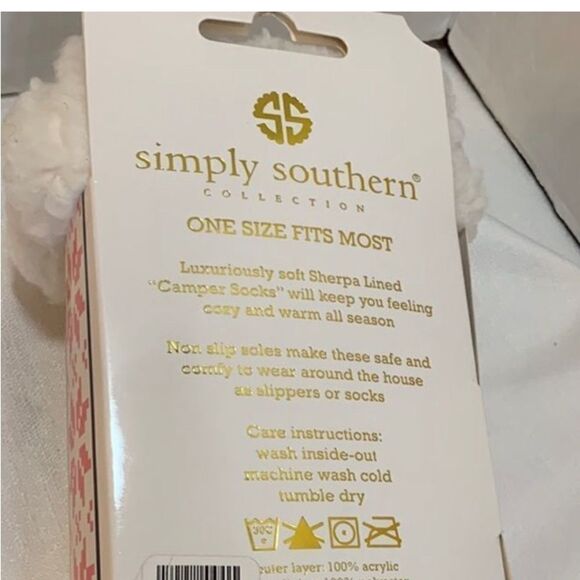 SS
simply southern®
COLLECTION
ONE SIZE FITS MOST
Luxuriously soft Sherpa Lined
"Camper Socks" will keep you feeling
cozy and warm all season
Non slip soles make these safe and
comfy to wear around the house
as slippers or socks
Care instructions:
wash inside-out
machine wash cold
tumble dry
30°
outer layer: 100% acrylic
100% polyester